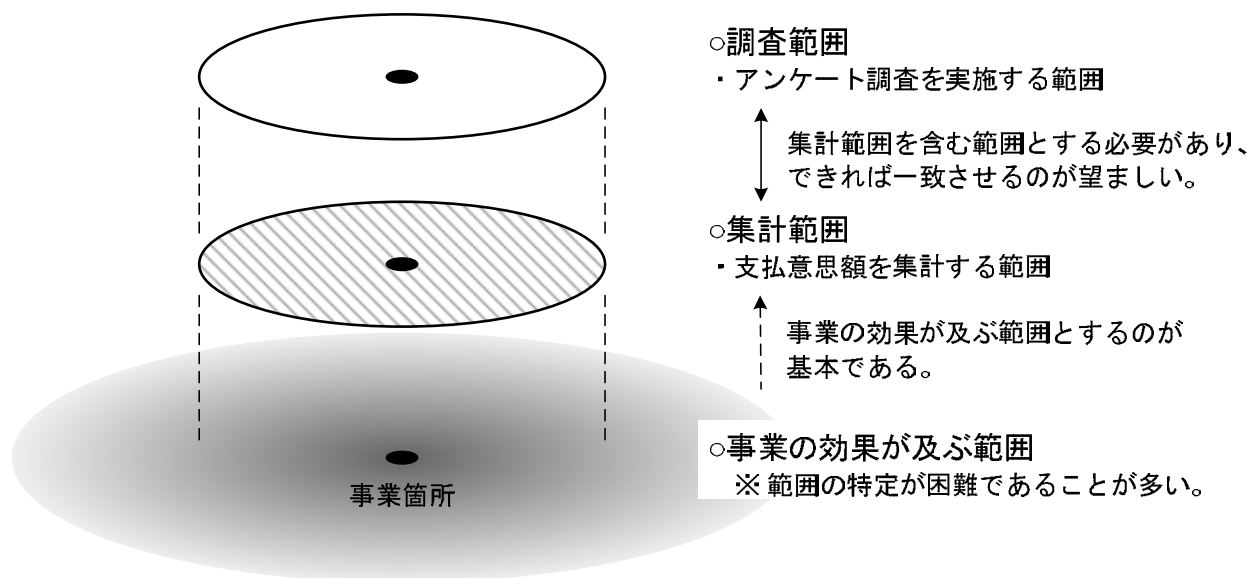 ○調査範囲
・アンケート調査を実施する範囲
集計範囲を含む範囲とする必要があり、
できれば一致させるのが望ましい。
○集計範囲
・支払意思額を集計する範囲
事業の効果が及ぶ範囲とするのが
基本である。
○事業の効果が及ぶ範囲
※範囲の特定が困難であることが多い。
事業箇所